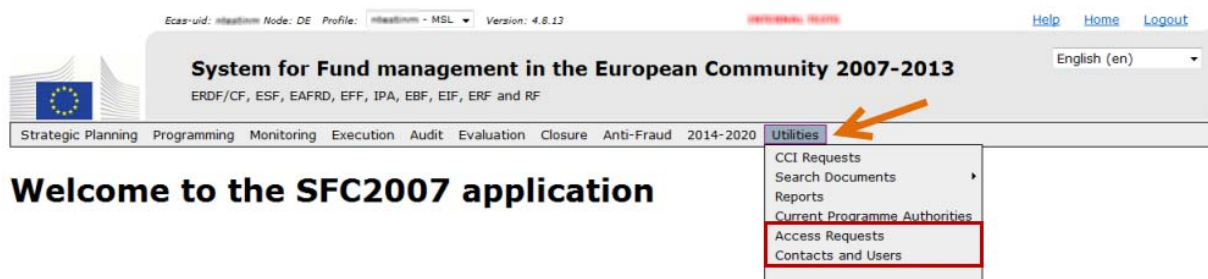 Ecas-uid: Node: DE Profile: - MSL Version: 4.8.13
Help Home Logout
System for Fund management in the European Community 2007-2013
English (en)
ERDF/CF, ESF, EAFRD, EFF, IPA, EBF, EIF, ERF and RF
Strategic Planning Programming Monitoring Execution Audit Evaluation Closure Anti-Fraud 2014-2020 Utilities
CCI Requests
Search Documents
Reports
Current Programme Authorities
Access Requests
Contacts and Users
Welcome to the SFC2007 application